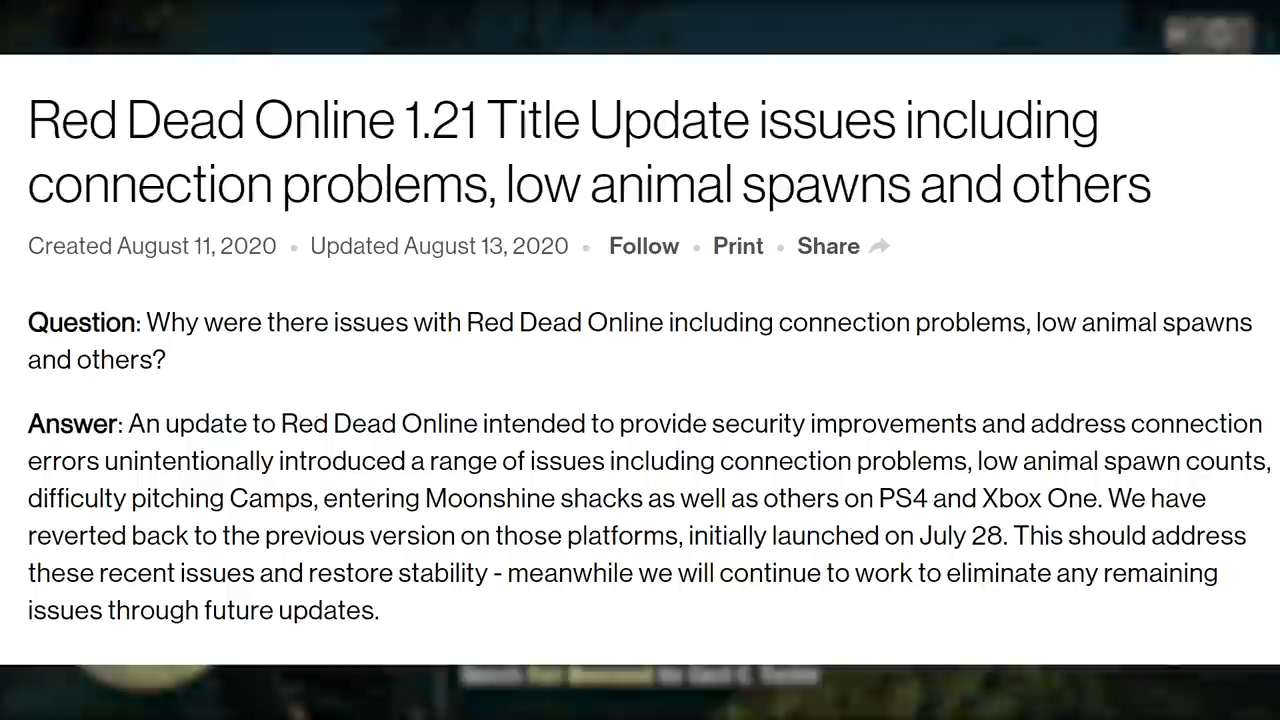 Red Dead Online 1.21 Title Update issues including
connection problems, low animal spawns and others
Created August 11, 2020 • Updated August 13, 2020 • Follow • Print • Share
Question: Why were there issues with Red Dead Online including connection problems, low animal spawns
and others?
Answer: An update to Red Dead Online intended to provide security improvements and address connection
errors unintentionally introduced a range of issues including connection problems, low animal spawn counts,
difficulty pitching Camps, entering Moonshine shacks as well as others on PS4 and Xbox One. We have
reverted back to the previous version on those platforms, initially launched on July 28. This should address
these recent issues and restore stability - meanwhile we will continue to work to eliminate any remaining
issues through future updates.